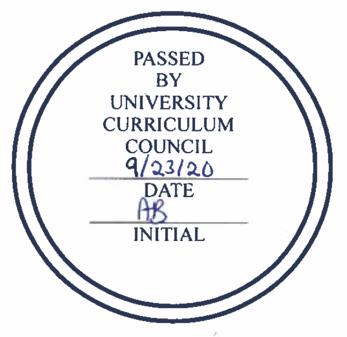 PASSED
BY
UNIVERSITY
CURRICULUM
COUNCIL
9/23/20
DATE
AB
INITIAL